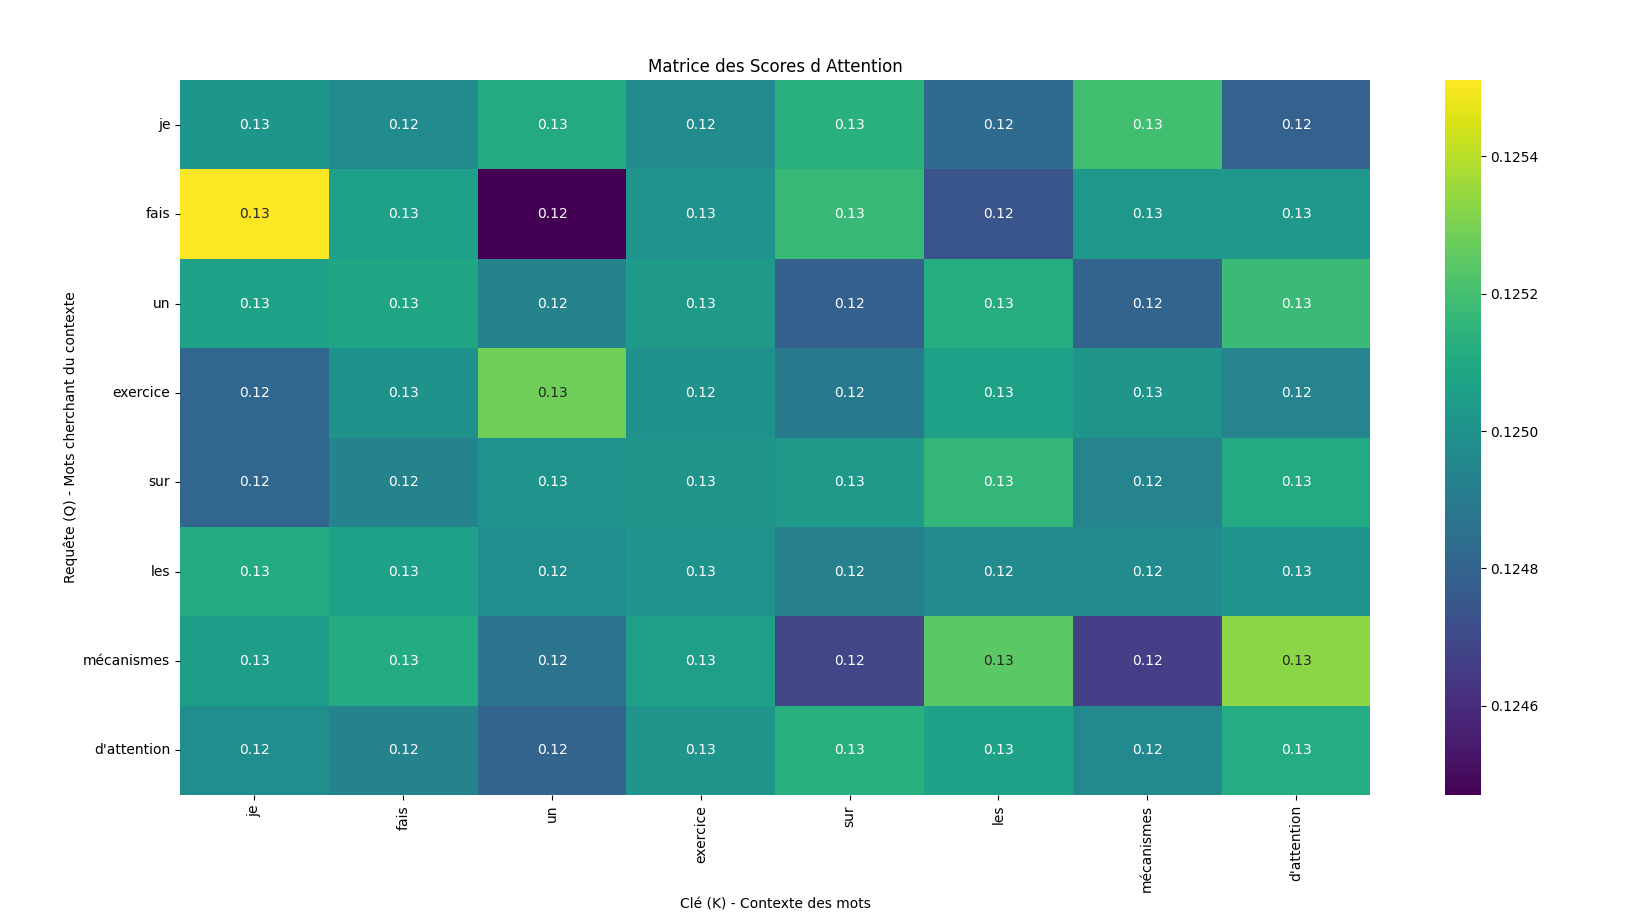 Matrice des Scores d Attention
je 0.13 0.12 0.13 0.12 0.13 0.12 0.13 0.12
fais 0.13 0.13 0.12 0.13 0.13 0.12 0.13 0.13
un 0.13 0.13 0.12 0.13 0.12 0.13 0.12 0.13
exercice 0.12 0.13 0.13 0.12 0.12 0.13 0.13 0.12
sur 0.12 0.12 0.13 0.13 0.13 0.13 0.12 0.13
les 0.13 0.13 0.12 0.13 0.12 0.12 0.12 0.13
mécanismes 0.13 0.13 0.12 0.13 0.12 0.13 0.12 0.13
d'attention 0.12 0.12 0.12 0.13 0.13 0.13 0.12 0.13
je fais un exercice sur les mécanismes d'attention
Clé (K) - Contexte des mots
Requête (Q) - Mots cherchant du contexte
0.1254
0.1252
0.1250
0.1248
0.1246